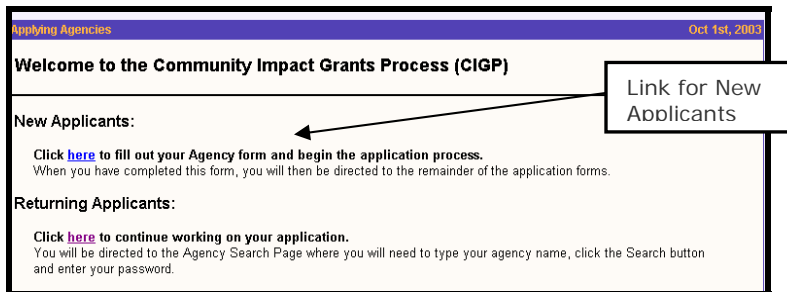 Applying Agencies Oct 1st, 2003
Welcome to the Community Impact Grants Process (CIGP)
Link for New
Applicants
New Applicants:
Click here to fill out your Agency form and begin the application process.
When you have completed this form, you will then be directed to the remainder of the application forms.
Returning Applicants:
Click here to continue working on your application.
You will be directed to the Agency Search Page where you will need to type your agency name, click the Search button
and enter your password.